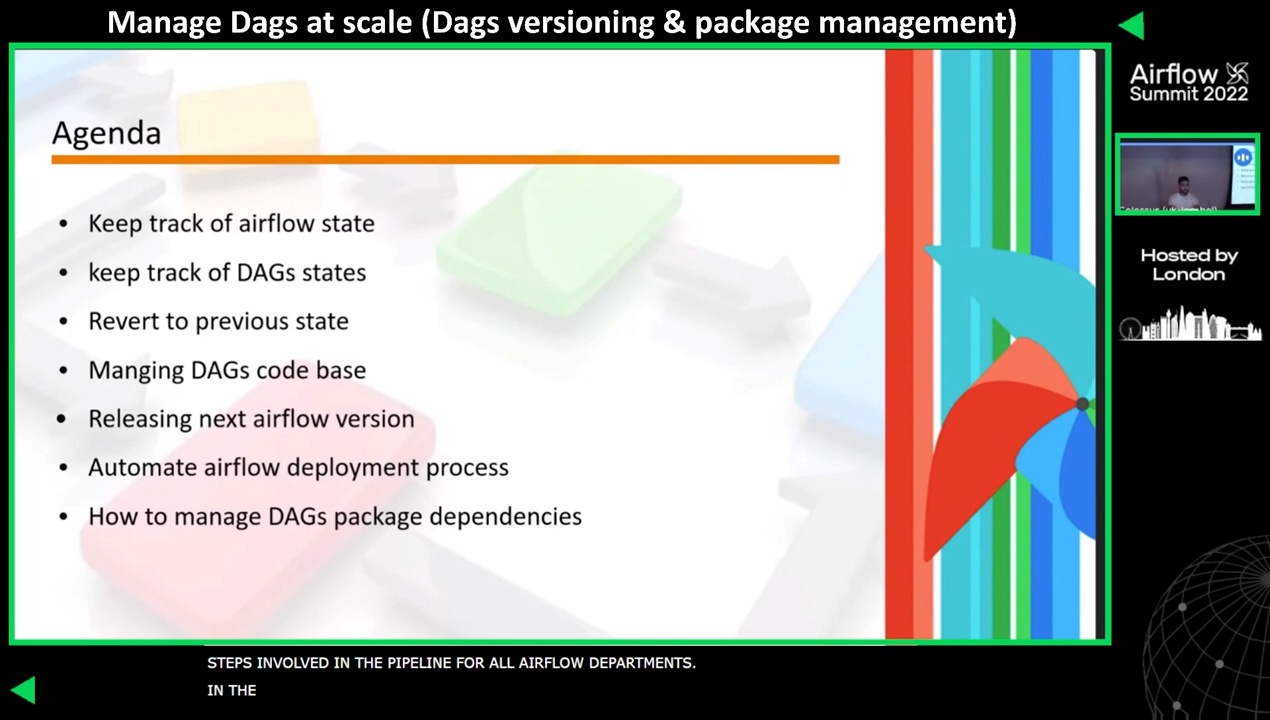 Manage Dags at scale (Dags versioning & package management)
Airflow
Summit 2022
Agenda
• Keep track of airflow state
• keep track of DAGs states
• Revert to previous state
• Manging DAGs code base
• Releasing next airflow version
• Automate airflow deployment process
• How to manage DAGs package dependencies
Hosted by
London
STEPS INVOLVED IN THE PIPELINE FOR ALL AIRFLOW DEPARTMENTS.
IN THE